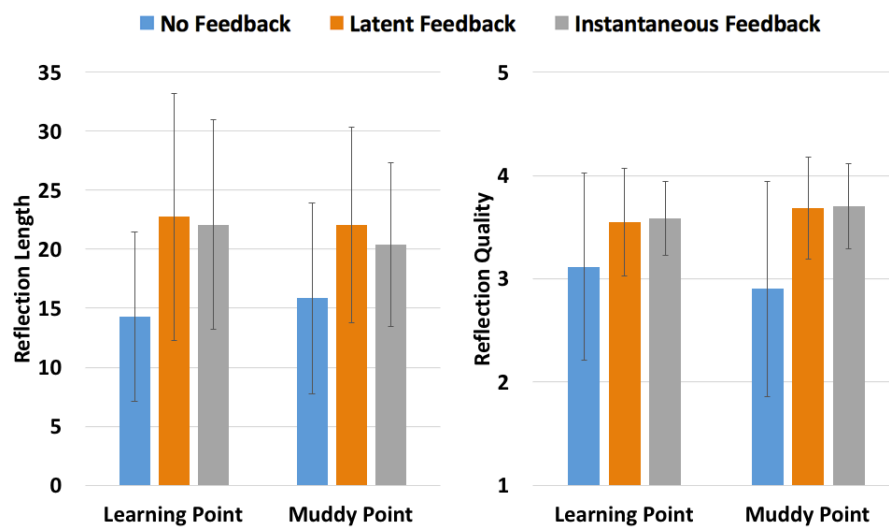 No Feedback Latent Feedback Instantaneous Feedback
Reflection Length
35
30
25
20
15
10
5
0
Learning Point Muddy Point
Reflection Quality
5
4
3
2
1
Learning Point Muddy Point